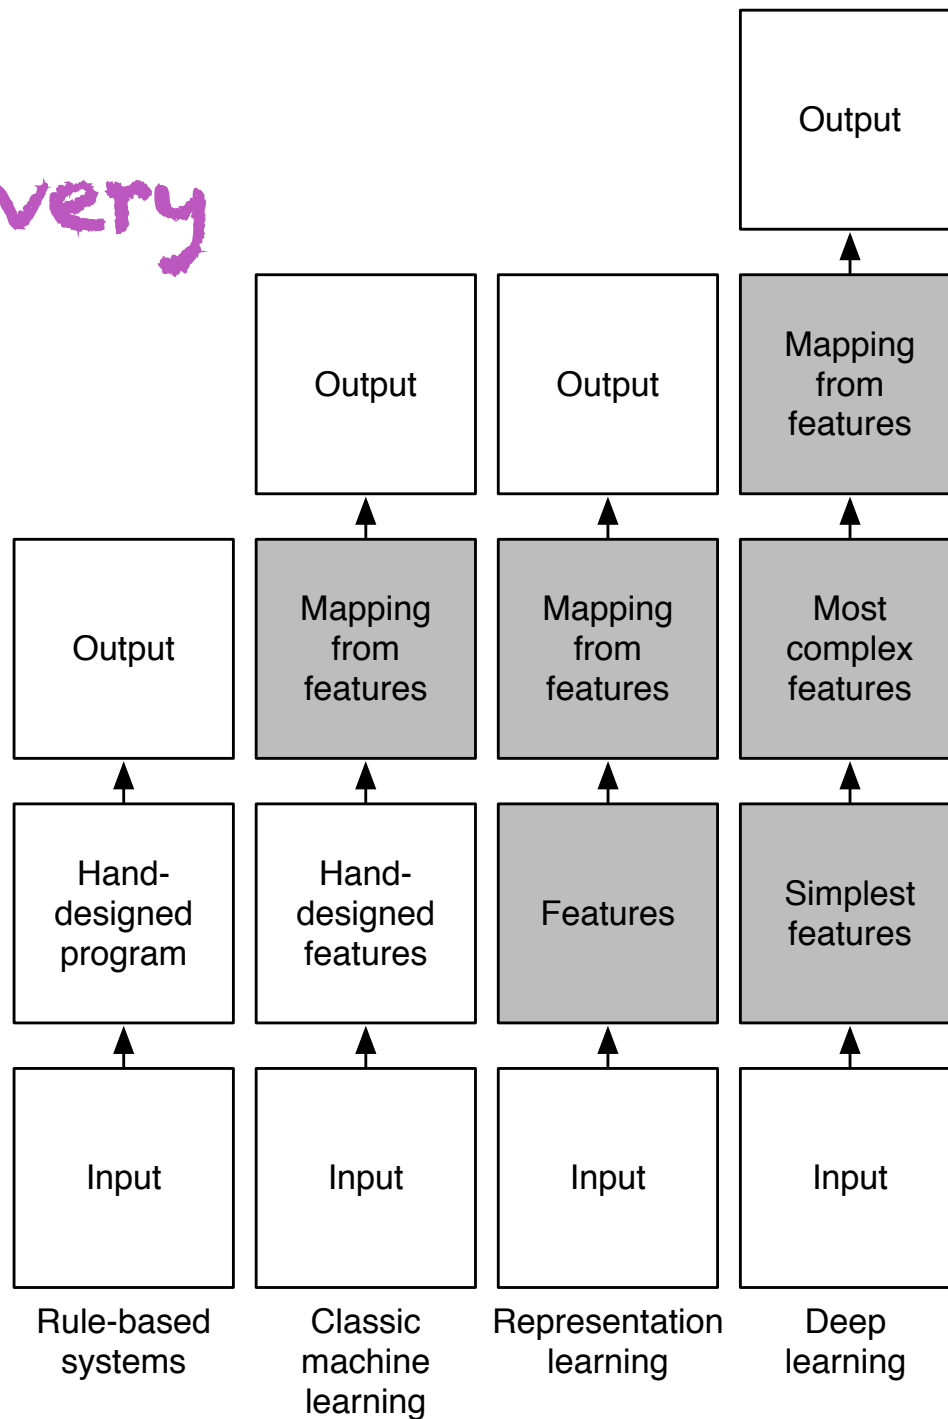 very
Output
Mapping
from
features
Most
complex
features
Simplest
features
Input
Deep
learning
Output
Mapping
from
features
Features
Input
Representation
learning
Output
Mapping
from
features
Hand-
designed
features
Input
Classic
machine
learning
Output
Hand-
designed
program
Input
Rule-based
systems